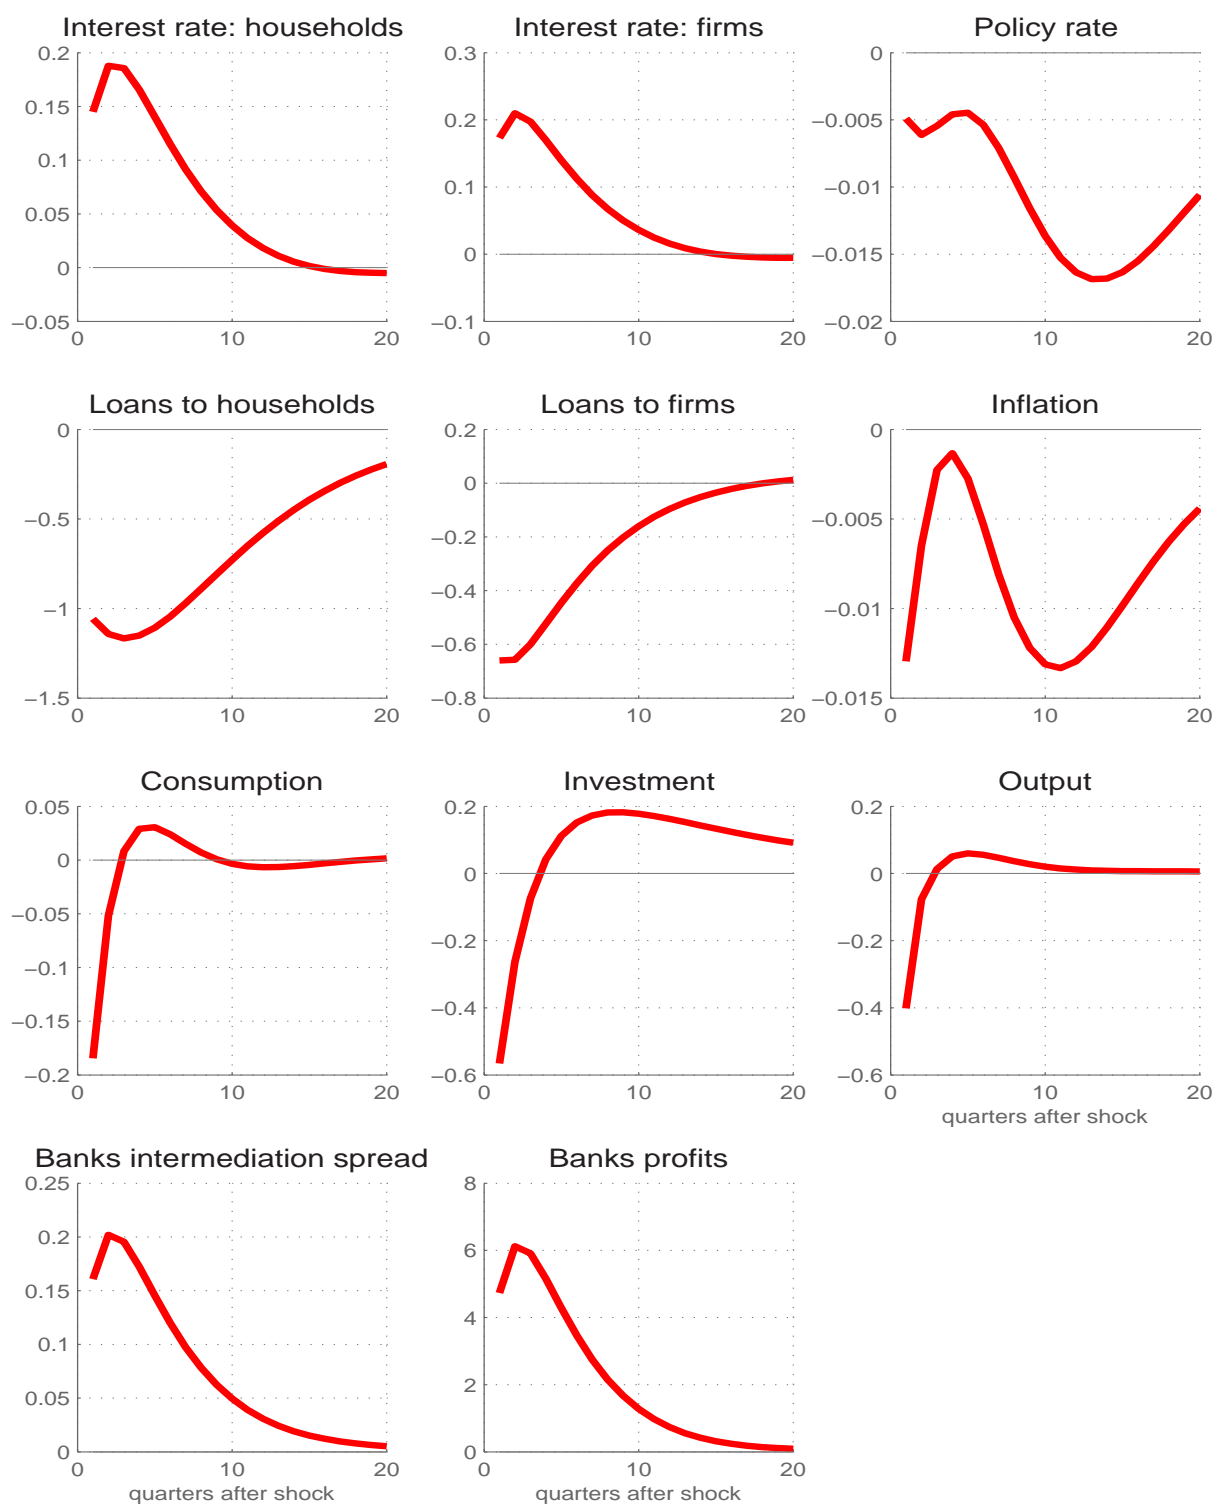 Interest rate: households Interest rate: firms Policy rate
0.2 0.3 0
0.15 0.2 −0.005
0.1 0.1 −0.01
0.05 0 −0.015
0 −0.1 −0.02
−0.05
0 10 20 0 10 20 0 10 20
Loans to households Loans to firms Inflation
0 0.2 0
−0.5 0 −0.005
−1 −0.2 −0.01
−1.5 −0.4 −0.015
−0.6
−0.8
0 10 20 0 10 20 0 10 20
Consumption Investment Output
0.05 0.2 0.2
0 0 0
−0.05 −0.2 −0.2
−0.1 −0.4 −0.4
−0.15 −0.6 −0.6
−0.2
0 10 20 0 10 20 0 10 20
quarters after shock
Banks intermediation spread Banks profits
0.25 8
0.2 6
0.15 4
0.1 2
0.05 0
0
0 10 20 0 10 20
quarters after shock quarters after shock